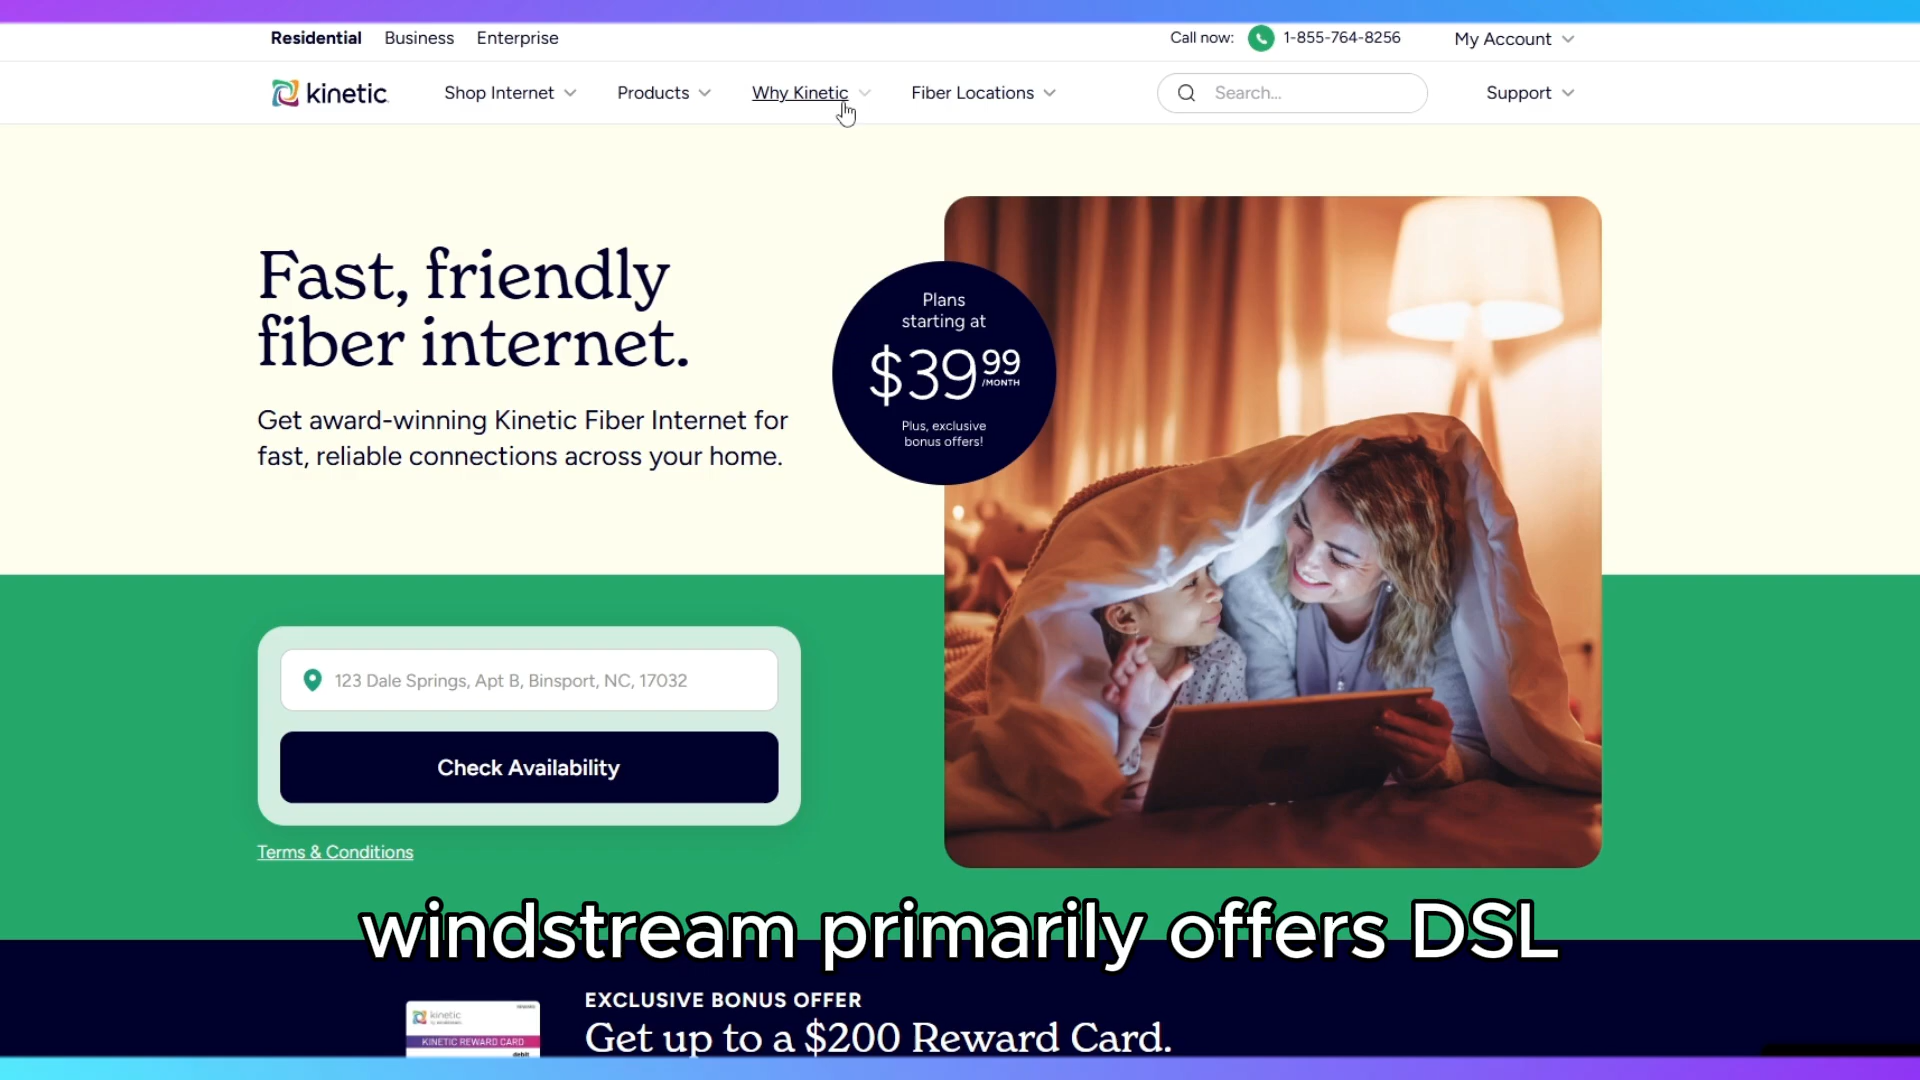 Residential Business Enterprise
Call now: 1-855-764-8256 My Account
kinetic Shop Internet Products Why Kinetic Fiber Locations Search... Support
Fast, friendly
fiber internet.
Get award-winning Kinetic Fiber Internet for
fast, reliable connections across your home.
Plans
starting at
$39 99
/MONTH
Plus, exclusive
bonus offers!
123 Dale Springs, Apt B, Binsport, NC, 17032
Check Availability
Terms & Conditions
windstream primarily offers DSL
EXCLUSIVE BONUS OFFER
Get up to a $200 Reward Card.
kinetic
KINETIC REWARD CARD
debit